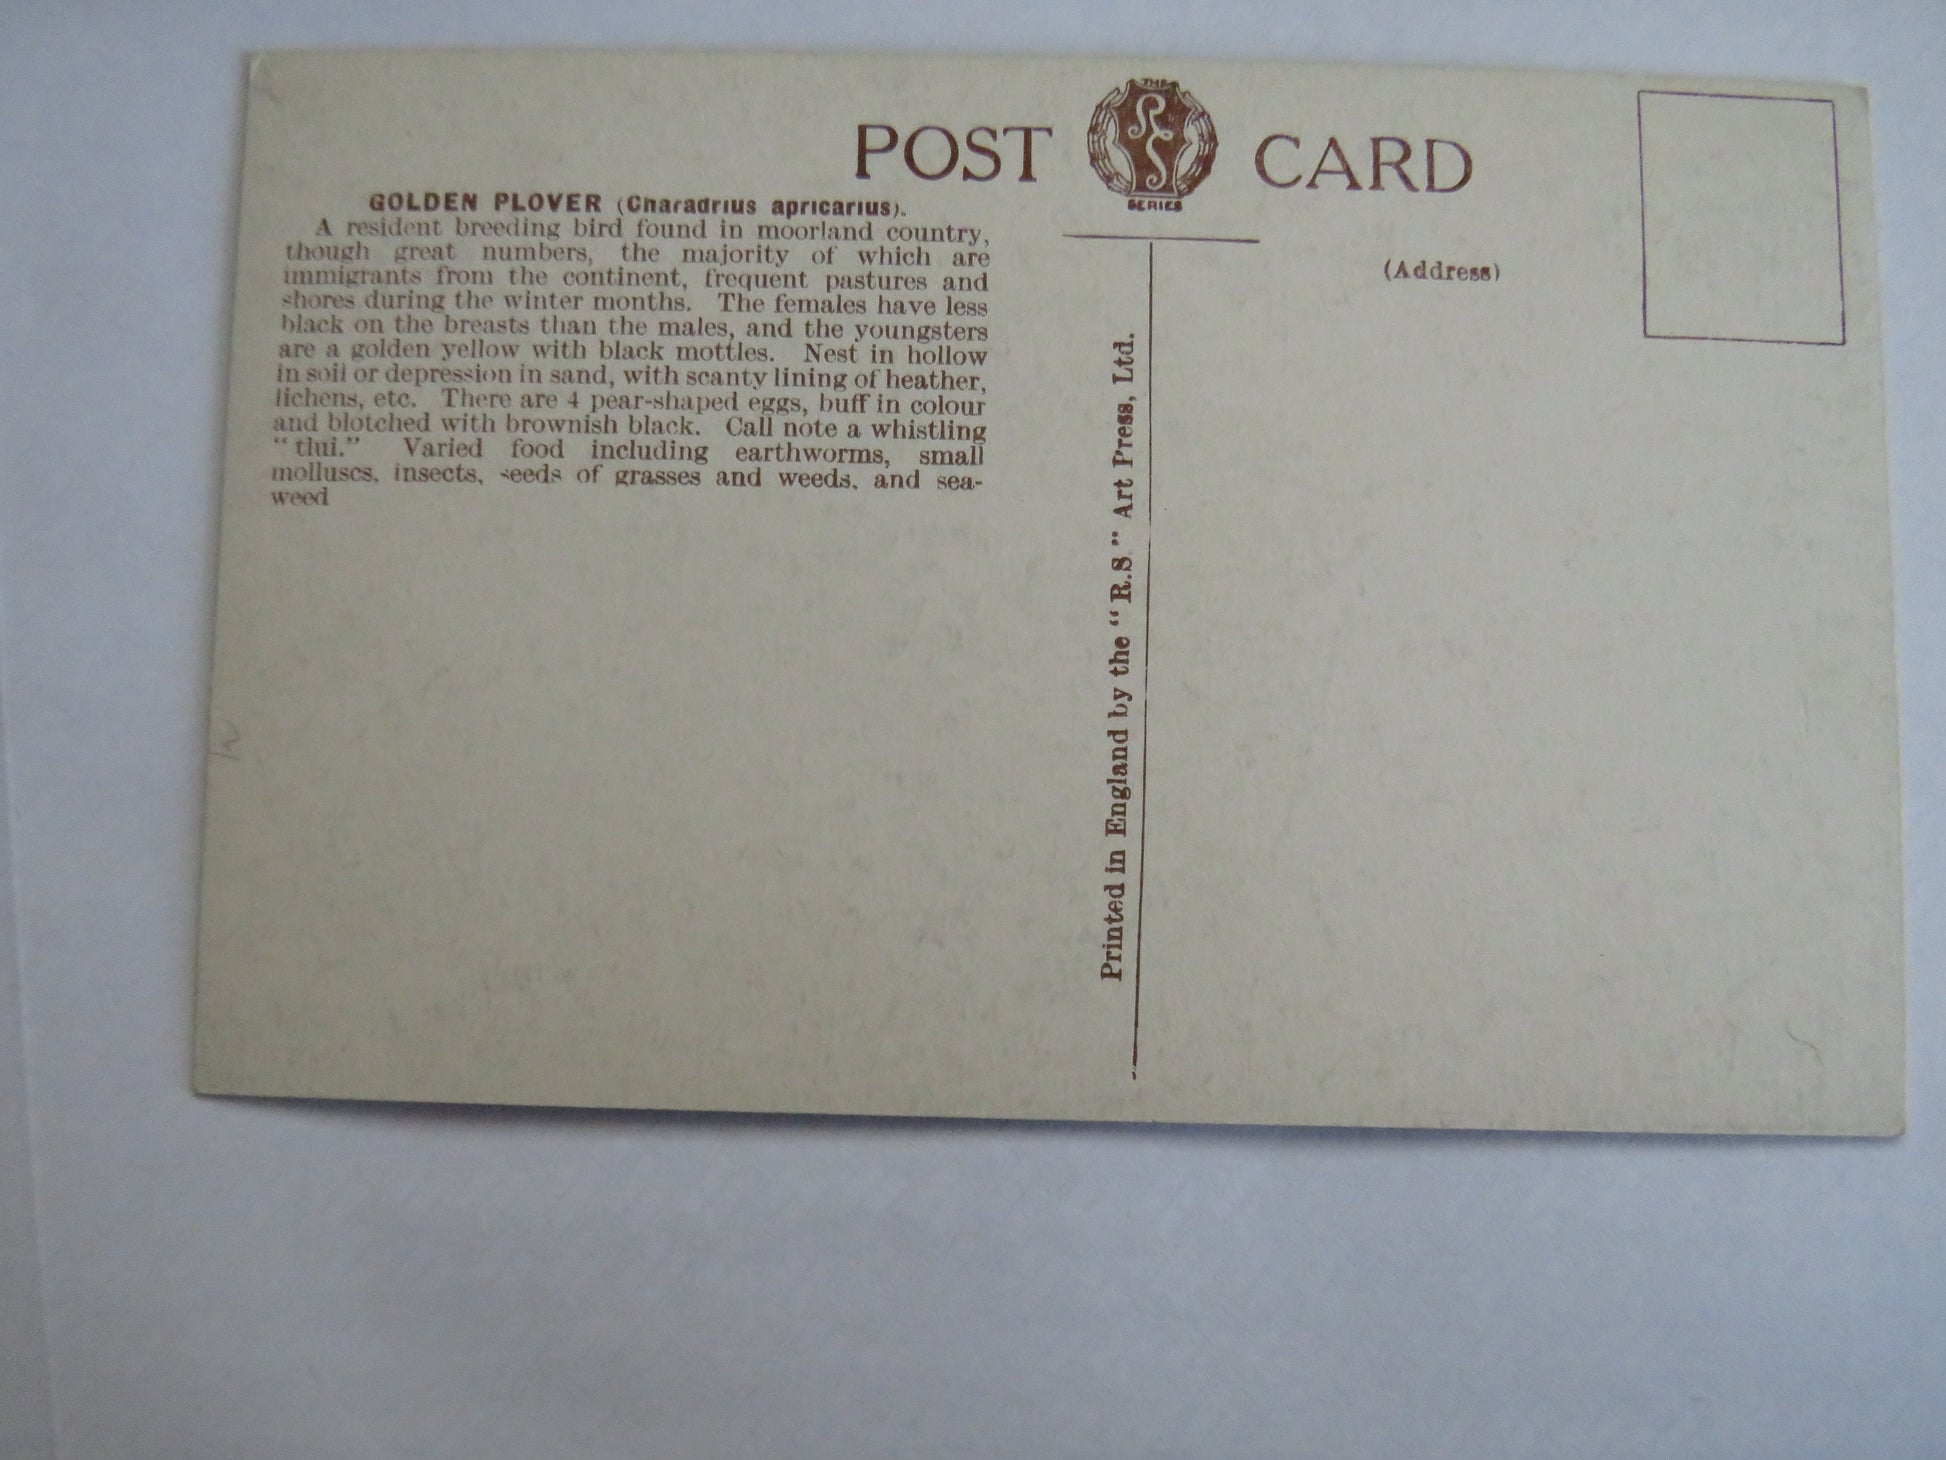 POST CARD
THE
RS
SERIES
GOLDEN PLOVER (Charadrius apricarius).
A resident breeding bird found in moorland country,
though great numbers, the majority of which are
immigrants from the continent, frequent pastures and
shores during the winter months. The females have less
black on the breasts than the males, and the youngsters
are a golden yellow with black mottles. Nest in hollow
in soil or depression in sand, with scanty lining of heather,
lichens, etc. There are 4 pear-shaped eggs, buff in colour
and blotched with brownish black. Call note a whistling
“tlui.” Varied food including earthworms, small
molluscs, insects, seeds of grasses and weeds, and sea-
weed
Printed in England by the “R.S.” Art Press, Ltd.
(Address)